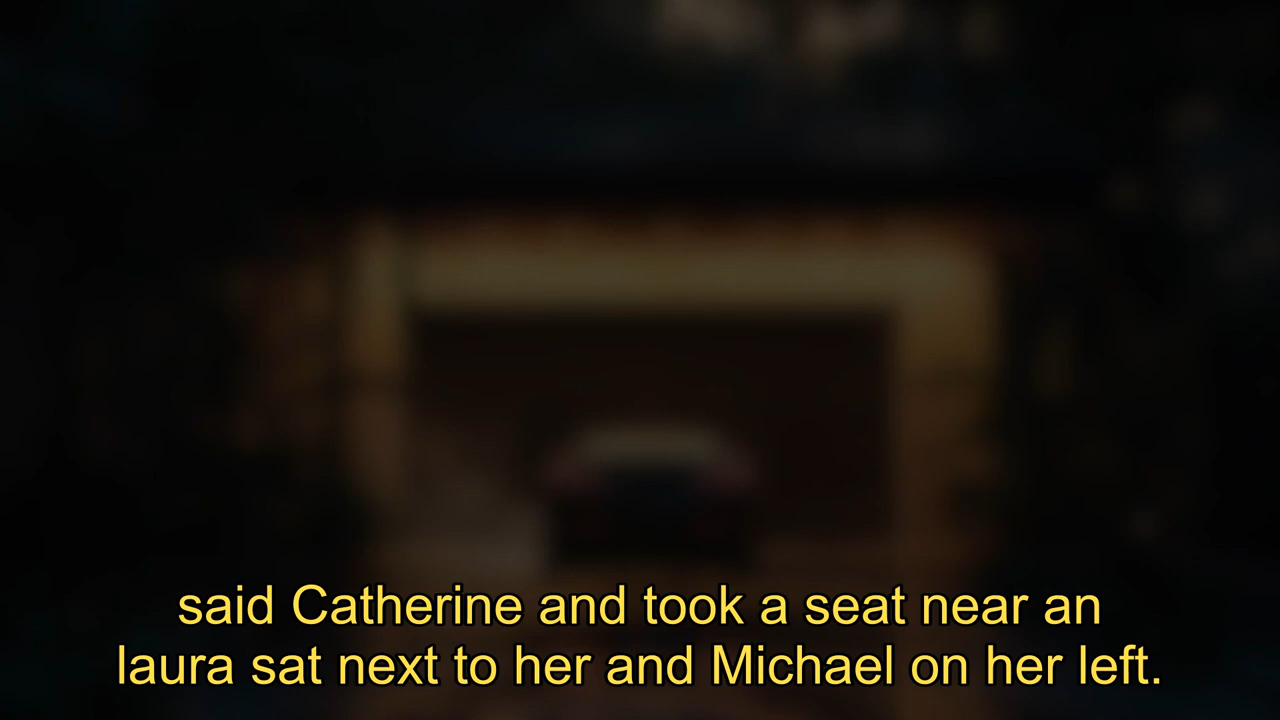 said Catherine and took a seat near an
laura sat next to her and Michael on her left.